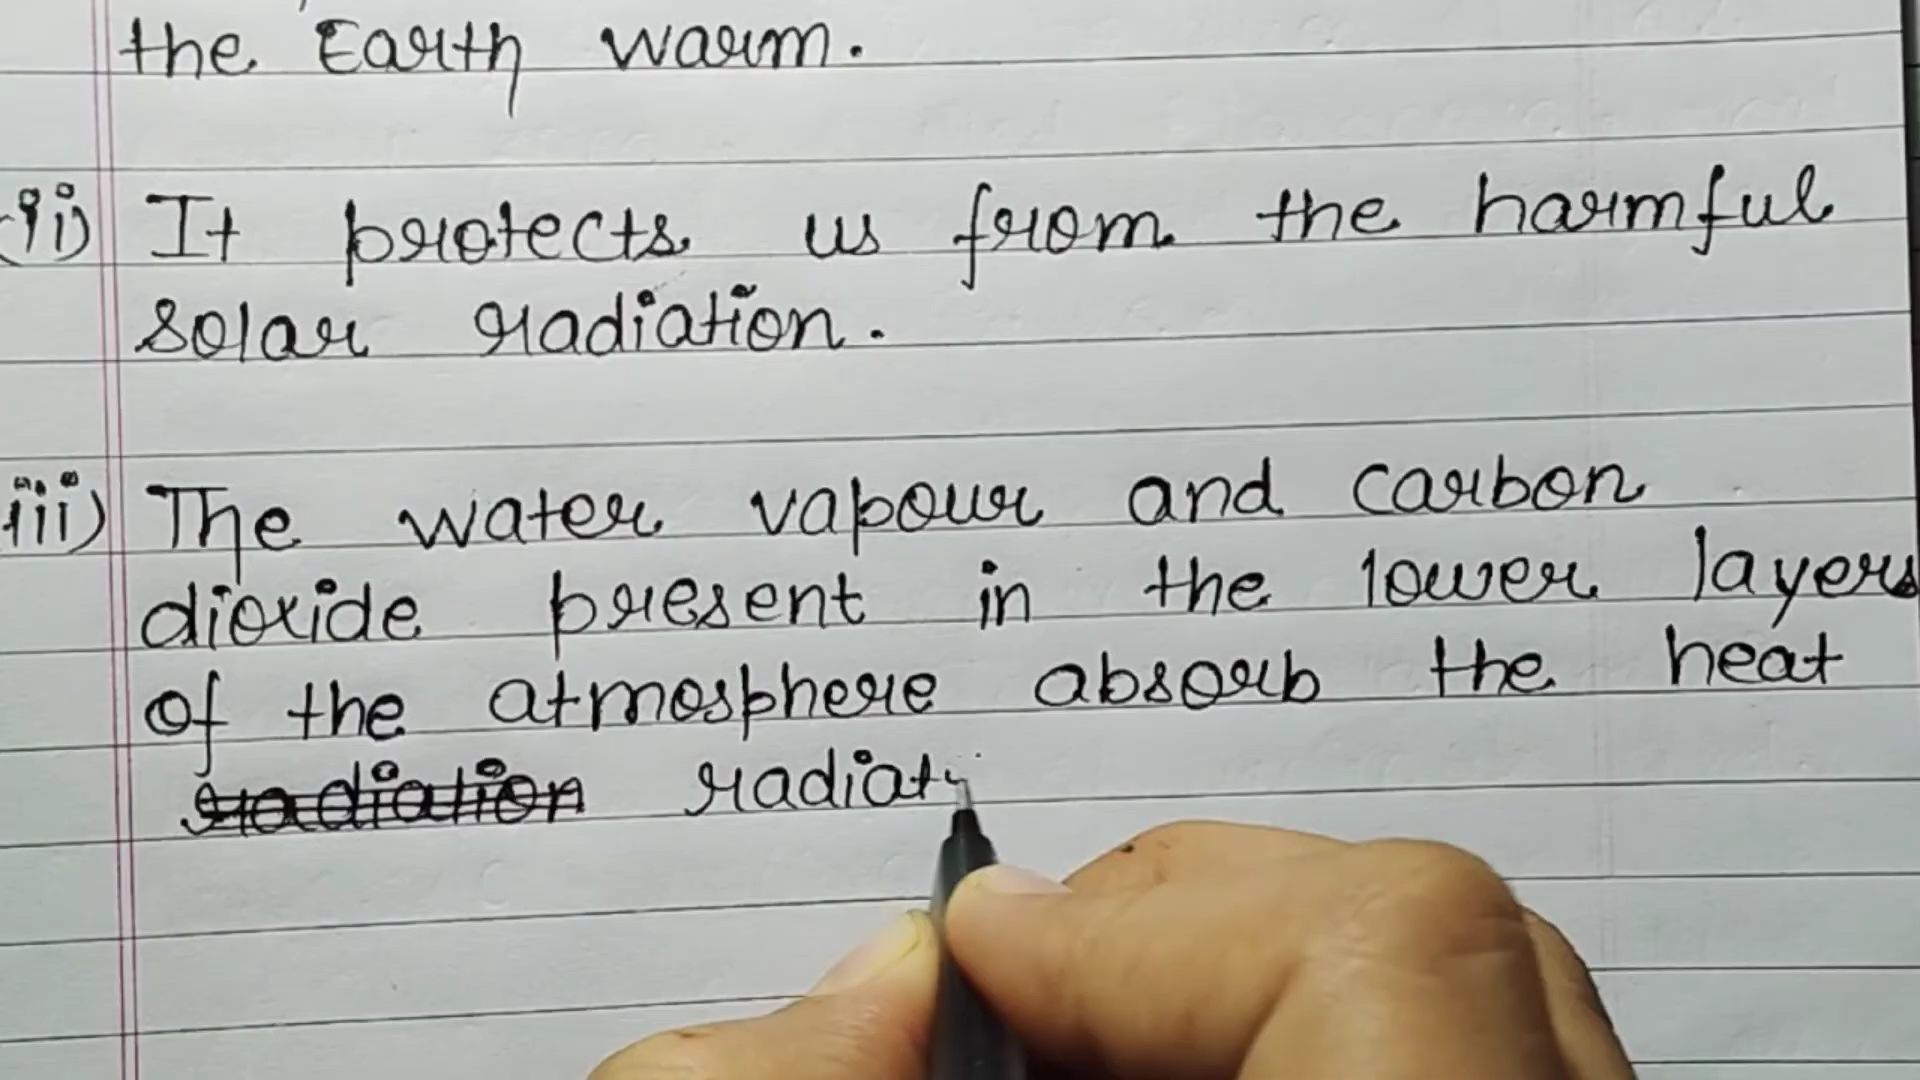 the Earth warm.
(ii) It protects us from the harmful
solar radiation.
iii) The water vapour and carbon
dioxide present in the lower layers
of the atmosphere absorb the heat
radiation radiat